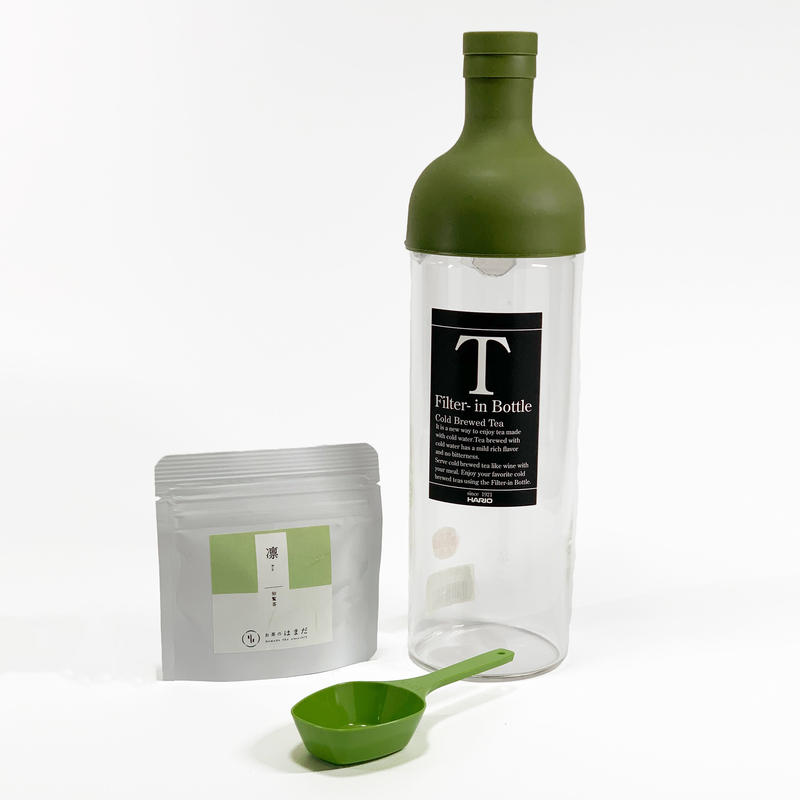 T
Filter- in Bottle
Cold Brewed Tea
It is a new way to enjoy tea made
with cold water.Tea brewed with
cold water has a mild rich flavor
and no bitterness.
Serve cold brewed tea like wine with
your meal. Enjoy your favorite cold
brewed teas using the Filter-in Bottle.
since 1921
HARIO
凛
知覧茶
お茶のはまだ